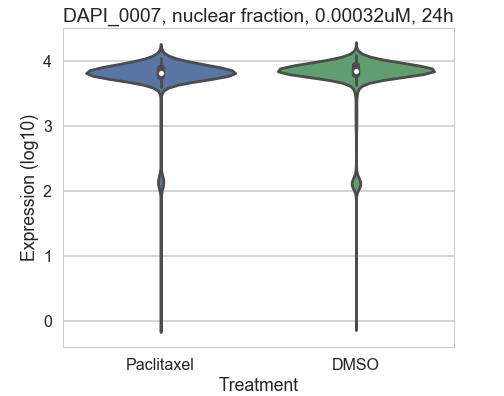 DAPI_0007, nuclear fraction, 0.00032uM, 24h
Expression (log10)
4
3
2
1
0
Paclitaxel DMSO
Treatment